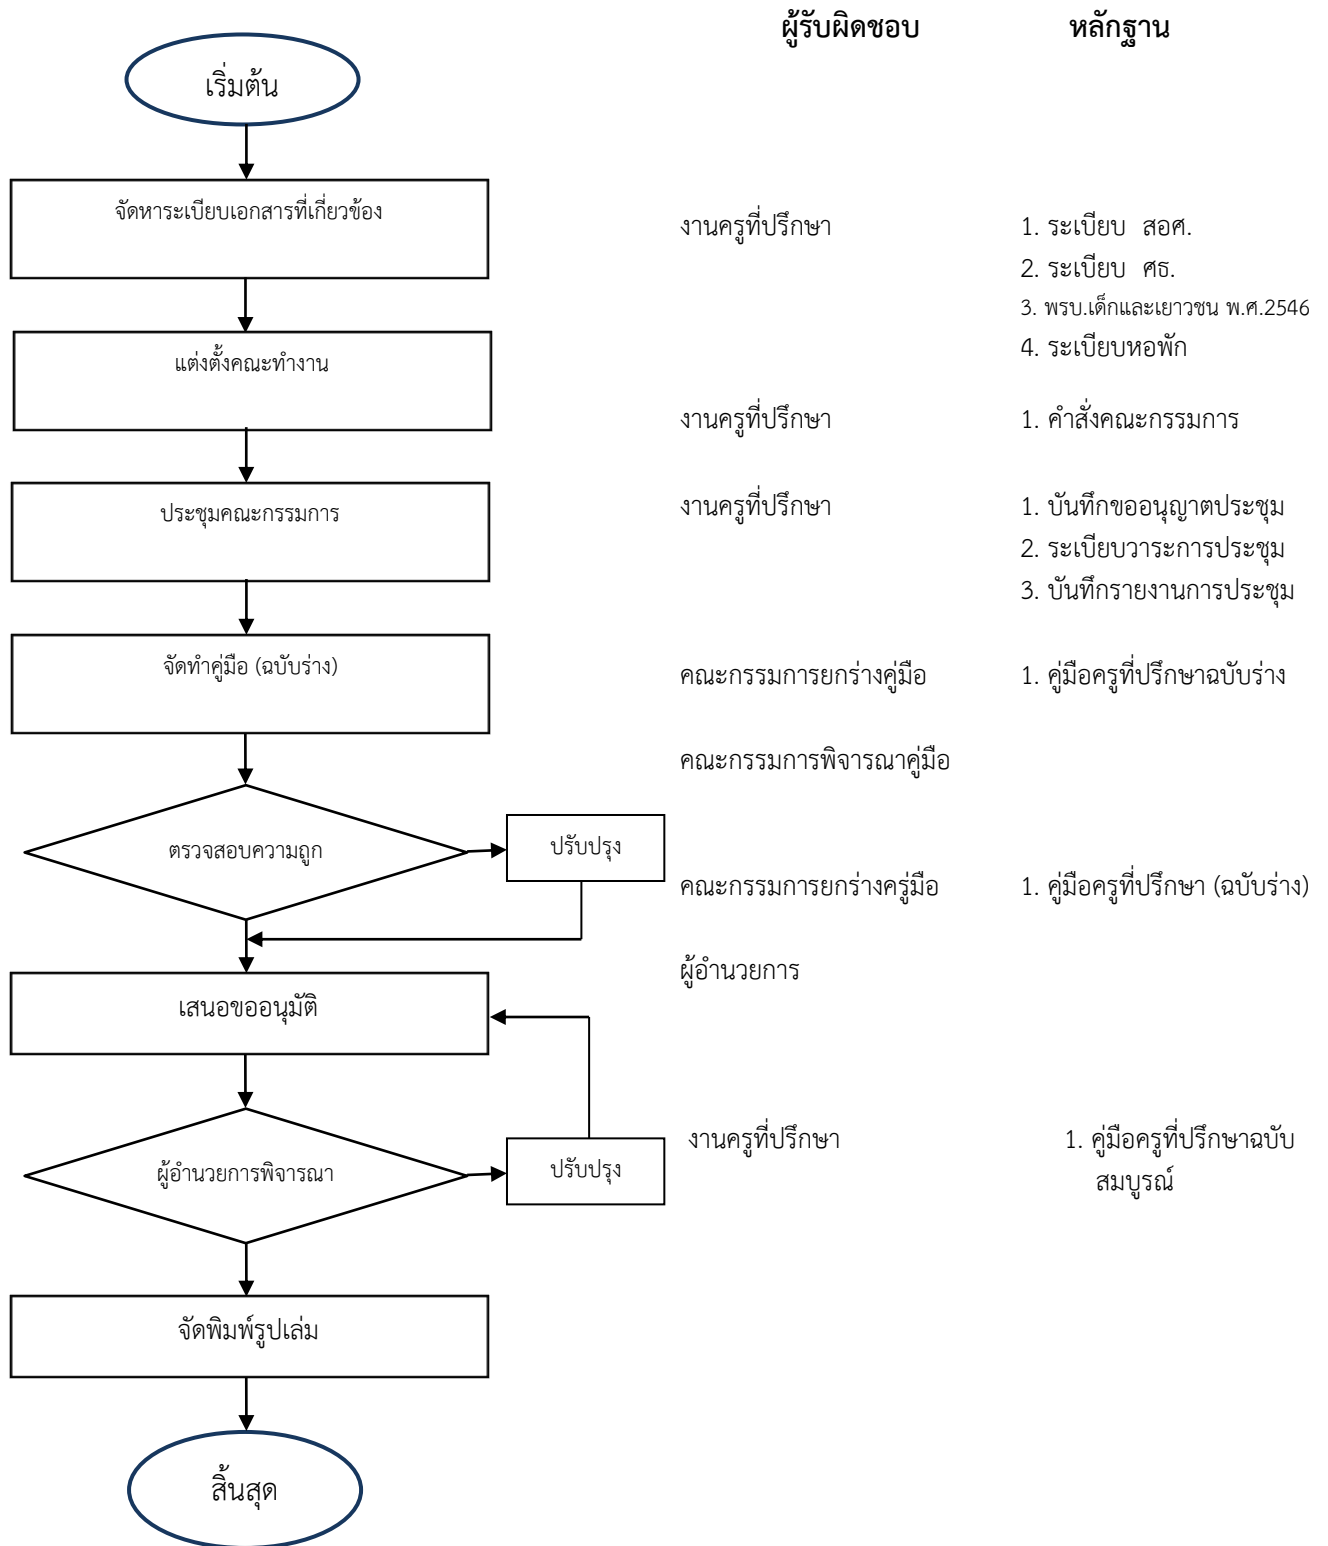 ผู้รับผิดชอบ หลักฐาน
เริ่มต้น
จัดหาระเบียบเอกสารที่เกี่ยวข้อง
งานครูที่ปรึกษา
1. ระเบียบ สอศ.
2. ระเบียบ ศธ.
3. พรบ.เด็กและเยาวชน พ.ศ.2546
4. ระเบียบหอพัก
แต่งตั้งคณะทำงาน
งานครูที่ปรึกษา
1. คำสั่งคณะกรรมการ
ประชุมคณะกรรมการ
งานครูที่ปรึกษา
1. บันทึกขออนุญาตประชุม
2. ระเบียบวาระการประชุม
3. บันทึกรายงานการประชุม
จัดทำคู่มือ (ฉบับร่าง)
คณะกรรมการยกร่างคู่มือ
1. คู่มือครูที่ปรึกษาฉบับร่าง
คณะกรรมการพิจารณาคู่มือ
ตรวจสอบความถูก
ปรับปรุง
คณะกรรมการยกร่างครู่มือ
1. คู่มือครูที่ปรึกษา (ฉบับร่าง)
ผู้อำนวยการ
เสนอขออนุมัติ
ผู้อำนวยการพิจารณา
ปรับปรุง
งานครูที่ปรึกษา
1. คู่มือครูที่ปรึกษาฉบับ
สมบูรณ์
จัดพิมพ์รูปเล่ม
สิ้นสุด